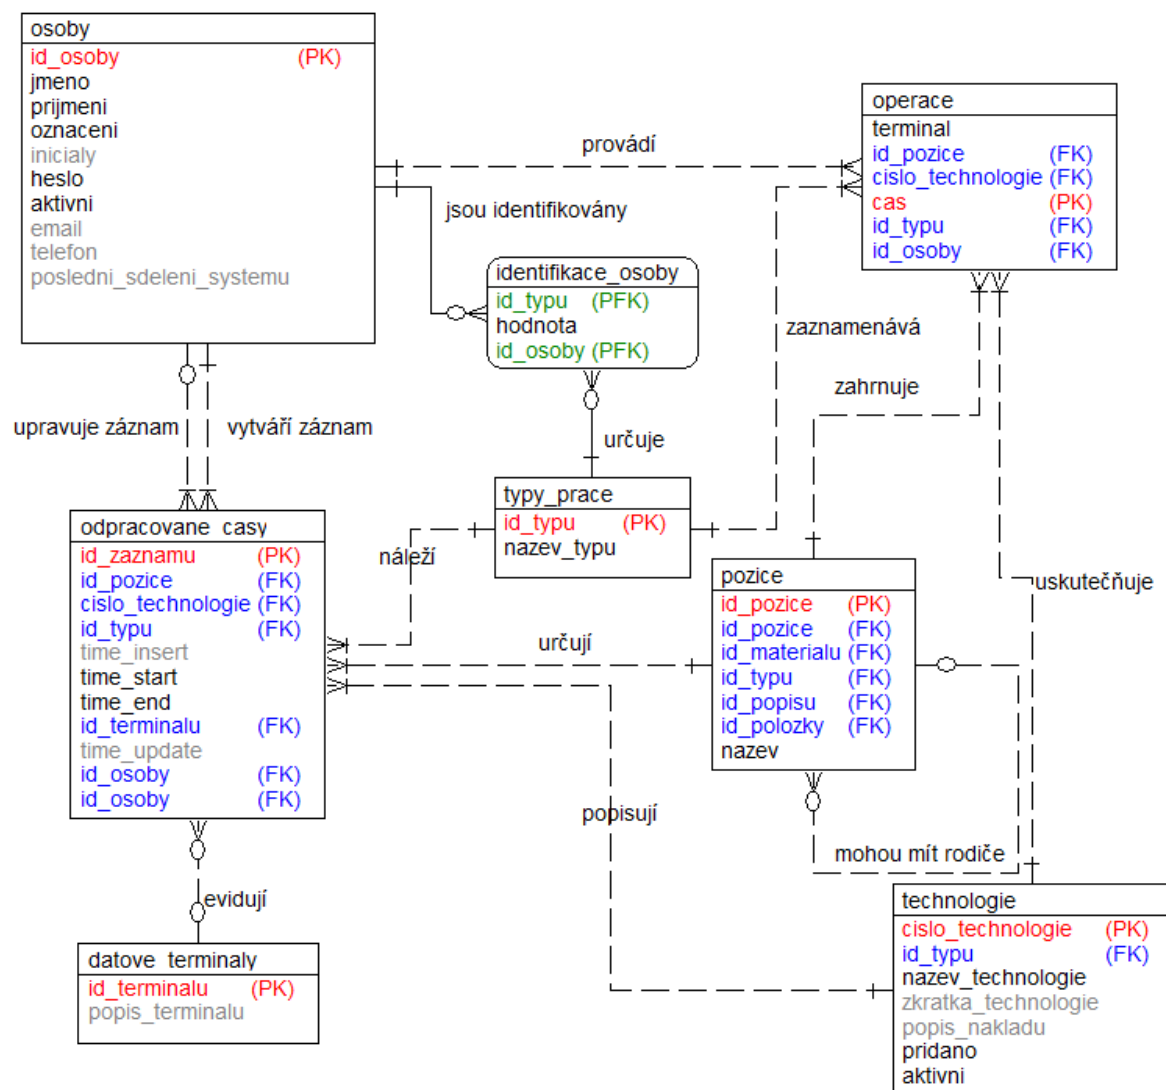 osoby
id_osoby (PK)
jmeno
prijmeni
oznaceni
inicialy
heslo
aktivni
email
telefon
posledni_sdeleni_systemu
provádí
jsou identifikovány
operace
terminal
id_pozice (FK)
cislo_technologie (FK)
cas (PK)
id_typu (FK)
id_osoby (FK)
identifikace_osoby
id_typu (PFK)
hodnota
id_osoby (PFK)
zaznamenává
zahrnuje
upravuje záznam
vytváří záznam
určuje
typy_prace
id_typu (PK)
nazev_typu
náleží
uskutečňuje
odpracovane_casy
id_zaznamu (PK)
id_pozice (FK)
cislo_technologie (FK)
id_typu (FK)
time_insert
time_start
time_end
id_terminalu (FK)
time_update
id_osoby (FK)
id_osoby (FK)
určují
pozice
id_pozice (PK)
id_pozice (FK)
id_materialu (FK)
id_typu (FK)
id_popisu (FK)
id_polozky (FK)
nazev
popisují
mohou mít rodiče
evidují
datove_terminaly
id_terminalu (PK)
popis_terminalu
technologie
cislo_technologie (PK)
id_typu (FK)
nazev_technologie
zkratka_technologie
popis_nakladu
pridano
aktivni